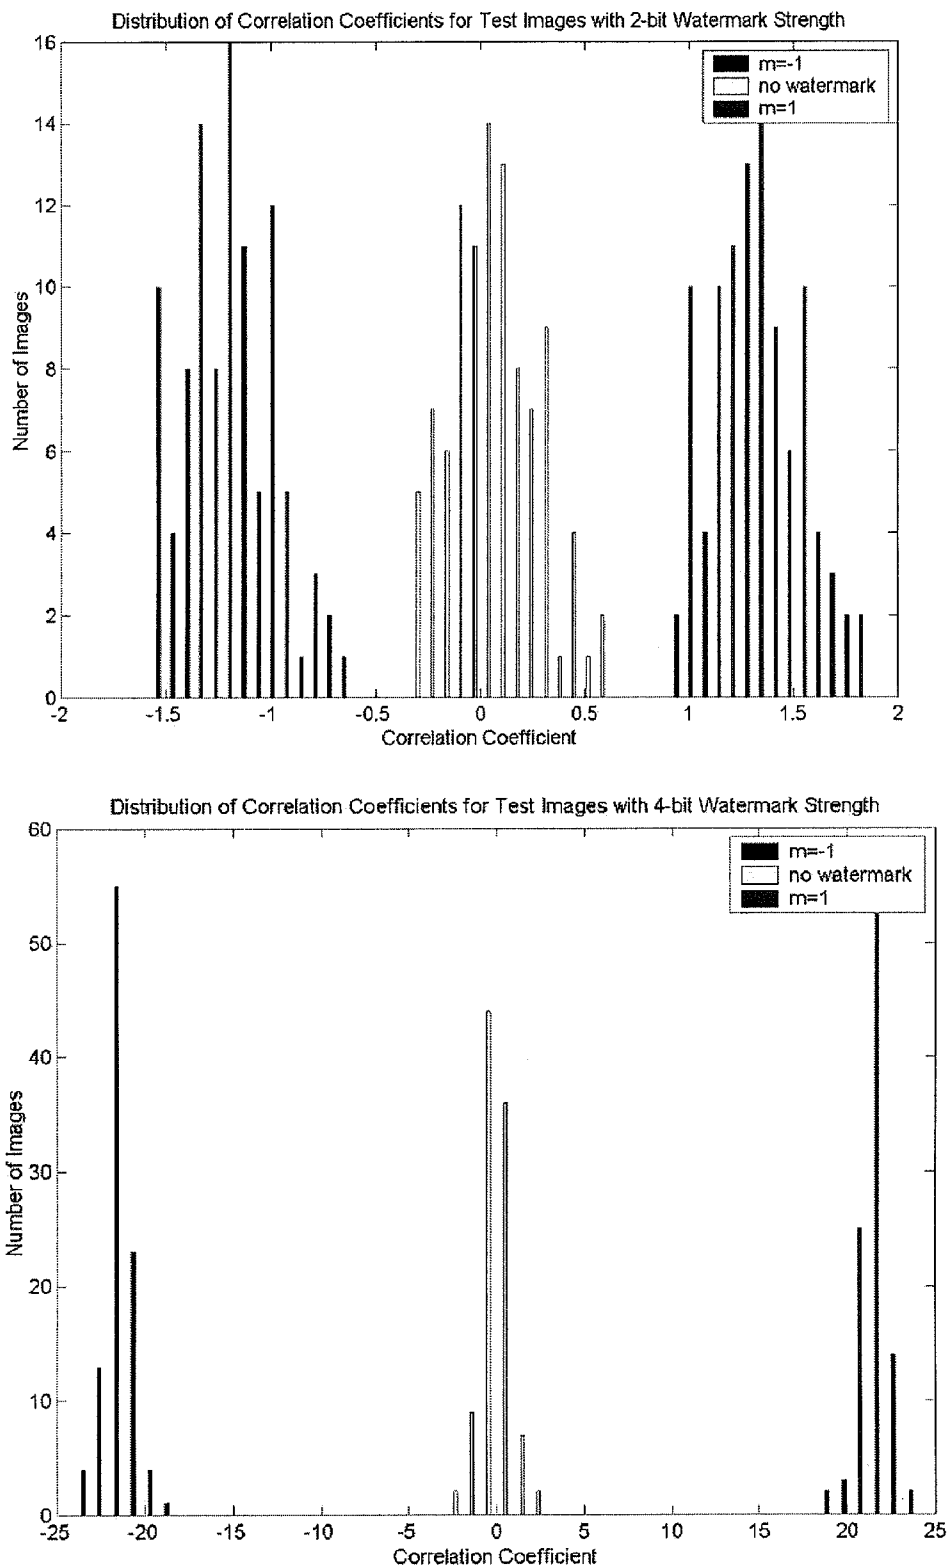 Distribution of Correlation Coefficients for Test Images with 2-bit Watermark Strength
16
14
12
10
8
6
4
2
0
Number of Images
m=-1
no watermark
m=1
-2 -1.5 -1 -0.5 0 0.5 1 1.5 2
Correlation Coefficient
Distribution of Correlation Coefficients for Test Images with 4-bit Watermark Strength
60
50
40
30
20
10
0
Number of Images
m=-1
no watermark
m=1
-25 -20 -15 -10 -5 0 5 10 15 20 25
Correlation Coefficient